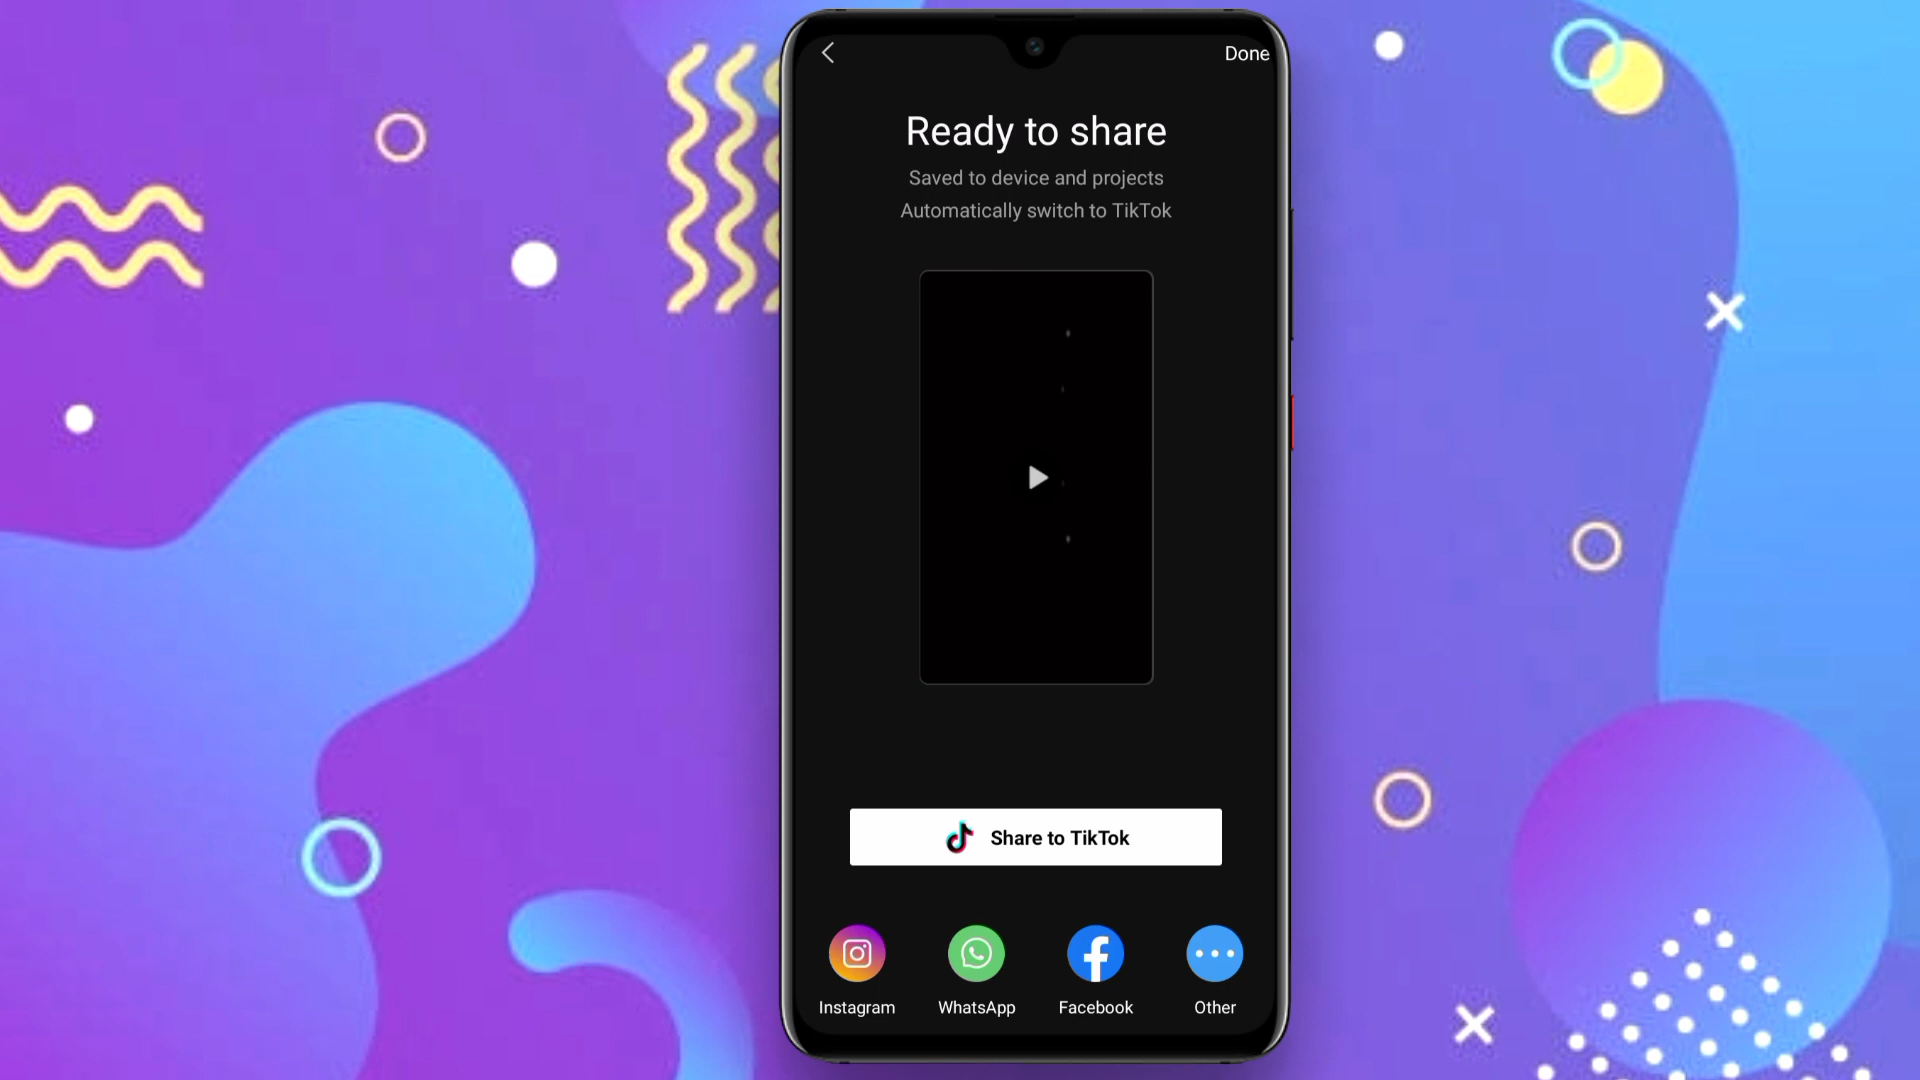 Done
Ready to share
Saved to device and projects
Automatically switch to TikTok
Share to TikTok
Instagram
WhatsApp
Facebook
Other